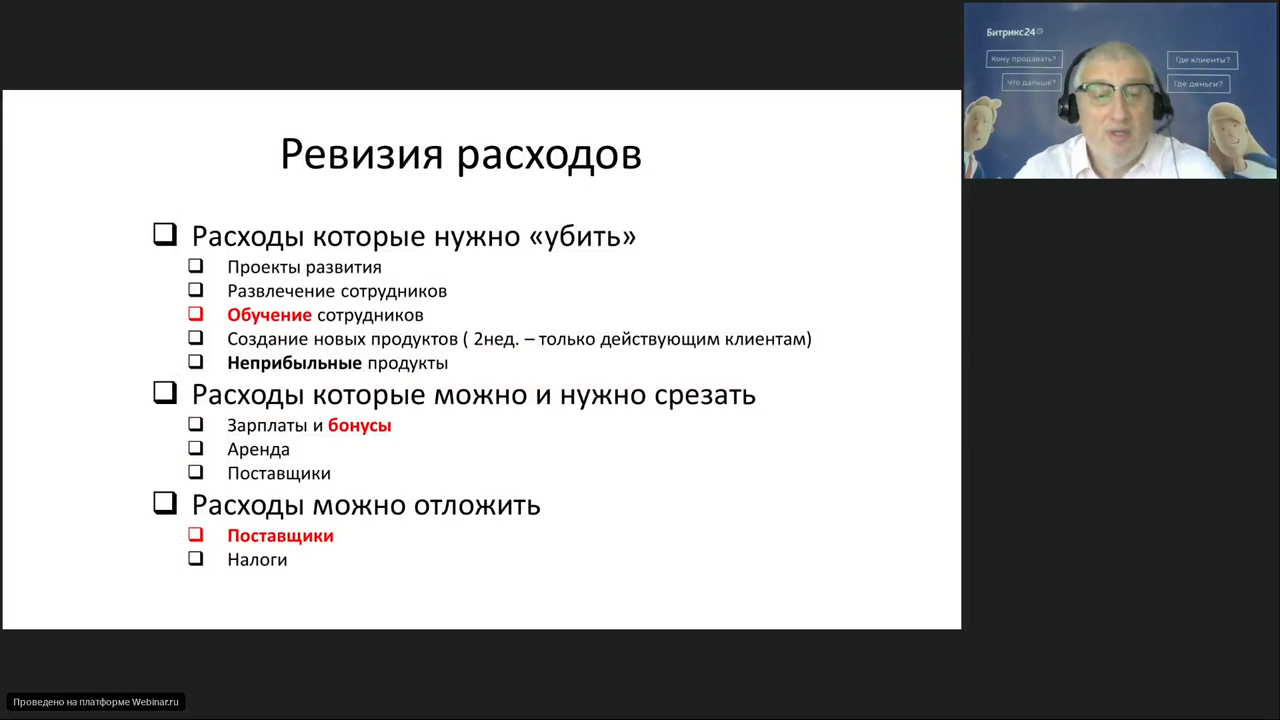 Ревизия расходов
Расходы которые нужно «убить»
Проекты развития
Развлечение сотрудников
Обучение сотрудников
Создание новых продуктов ( 2нед. – только действующим клиентам)
Неприбыльные продукты
Расходы которые можно и нужно срезать
Зарплаты и бонусы
Аренда
Поставщики
Расходы можно отложить
Поставщики
Налоги
Битрикс24
Кому продавать?
Что дальше?
Где клиенты?
Где деньги?
Проведено на платформе Webinar.ru